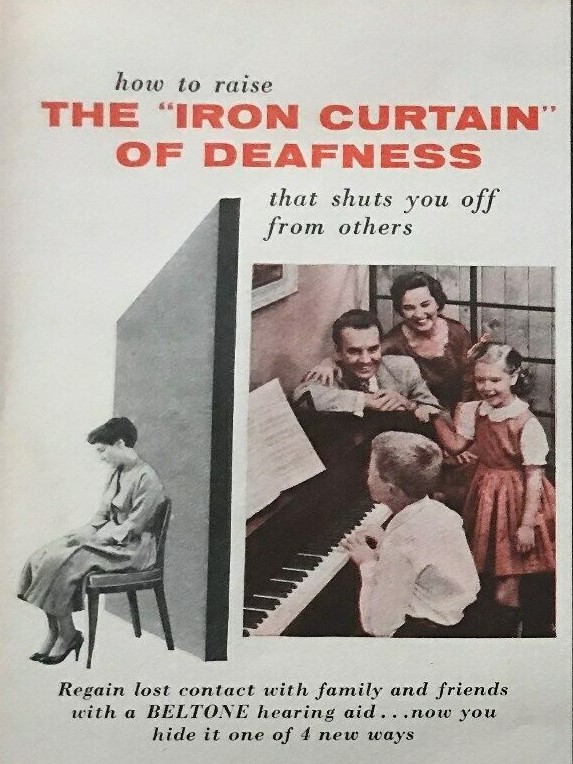 how to raise
THE "IRON CURTAIN"
OF DEAFNESS
that shuts you off
from others
Regain lost contact with family and friends
with a BELTONE hearing aid...now you
hide it one of 4 new ways